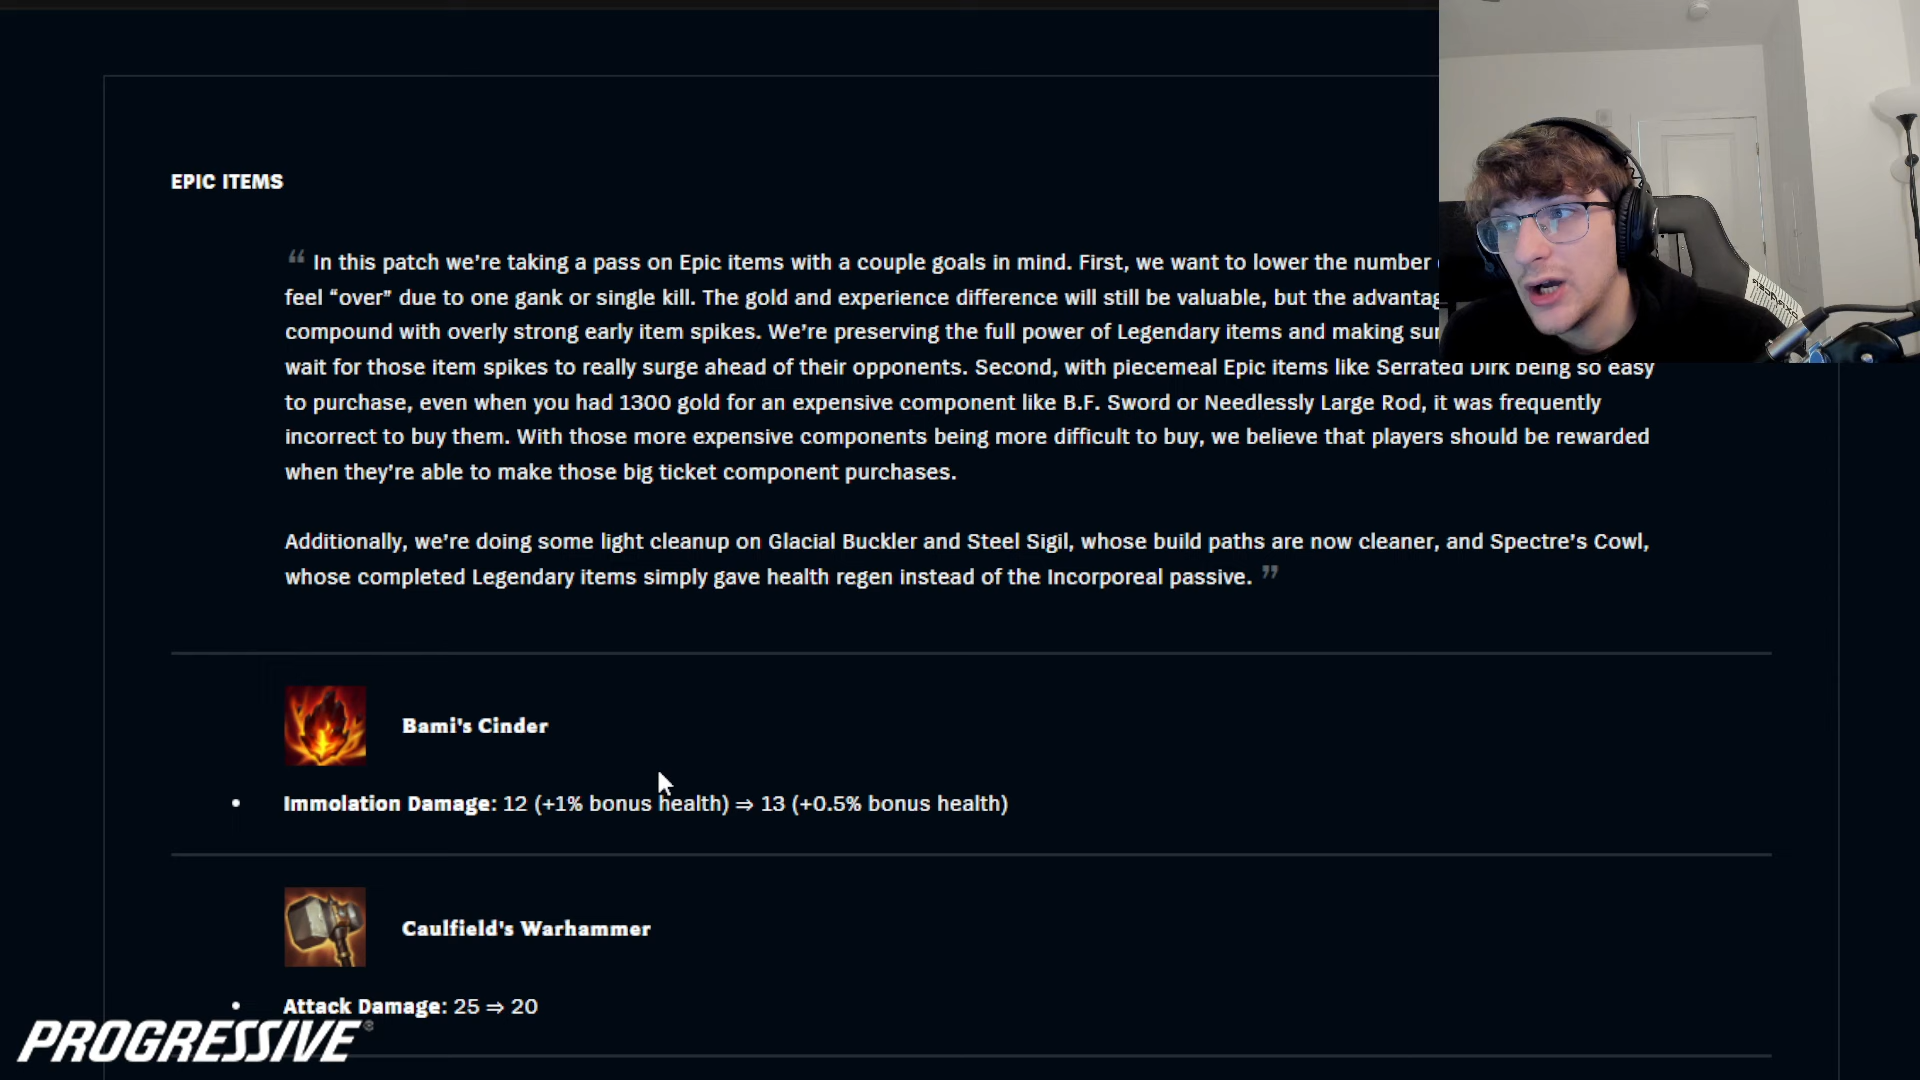 EPIC ITEMS
“ In this patch we’re taking a pass on Epic items with a couple goals in mind. First, we want to lower the number
feel “over” due to one gank or single kill. The gold and experience difference will still be valuable, but the
compound with overly strong early item spikes. We’re preserving the full power of Legendary items and making
wait for those item spikes to really surge ahead of their opponents. Second, with piecemeal Epic items like Serrated Dirk being so easy
to purchase, even when you had 1300 gold for an expensive component like B.F. Sword or Needlessly Large Rod, it was frequently
incorrect to buy them. With those more expensive components being more difficult to buy, we believe that players should be rewarded
when they’re able to make those big ticket component purchases.
Additionally, we’re doing some light cleanup on Glacial Buckler and Steel Sigil, whose build paths are now cleaner, and Spectre’s Cowl,
whose completed Legendary items simply gave health regen instead of the Incorporeal passive. ”
Bami's Cinder
• Immolation Damage: 12 (+1% bonus health) ⇒ 13 (+0.5% bonus health)
Caulfield's Warhammer
• Attack Damage: 25 ⇒ 20
PROGRESSIVE®